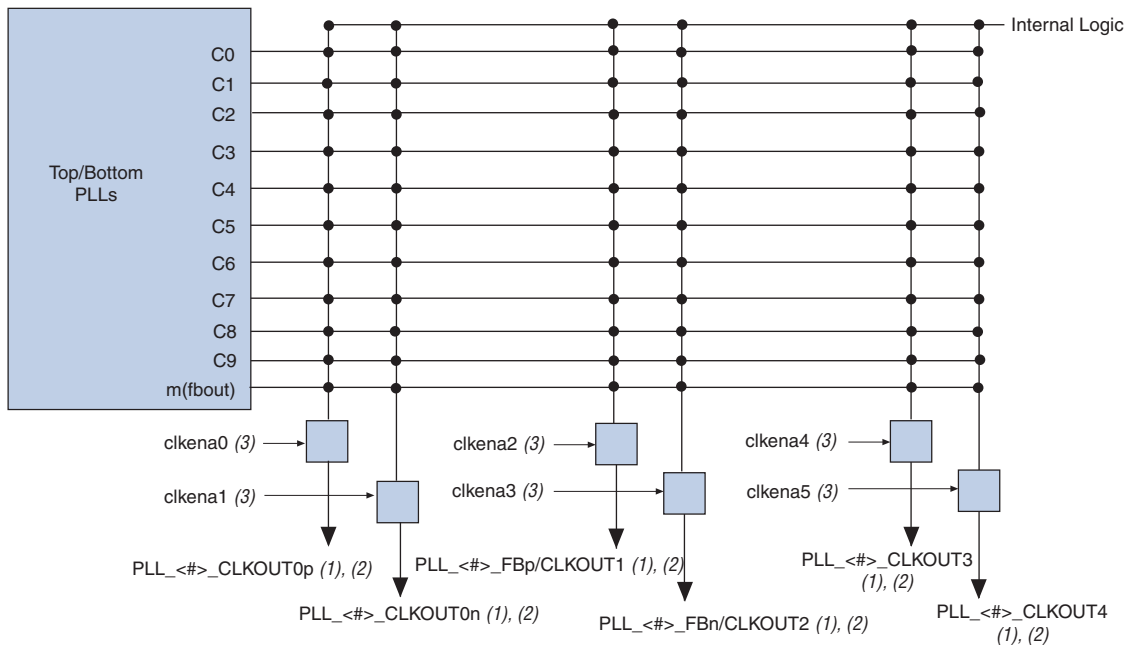 Internal Logic
C0
C1
C2
C3
Top/Bottom
PLLs
C4
C5
C6
C7
C8
C9
m(fbout)
clkena0 (3)
clkena2 (3)
clkena4 (3)
clkena1 (3)
clkena3 (3)
clkena5 (3)
PLL_<#>_CLKOUT0p (1), (2)
PLL_<#>_FBp/CLKOUT1 (1), (2)
PLL_<#>_CLKOUT3
(1), (2)
PLL_<#>_CLKOUT0n (1), (2)
PLL_<#>_FBn/CLKOUT2 (1), (2)
PLL_<#>_CLKOUT4
(1), (2)